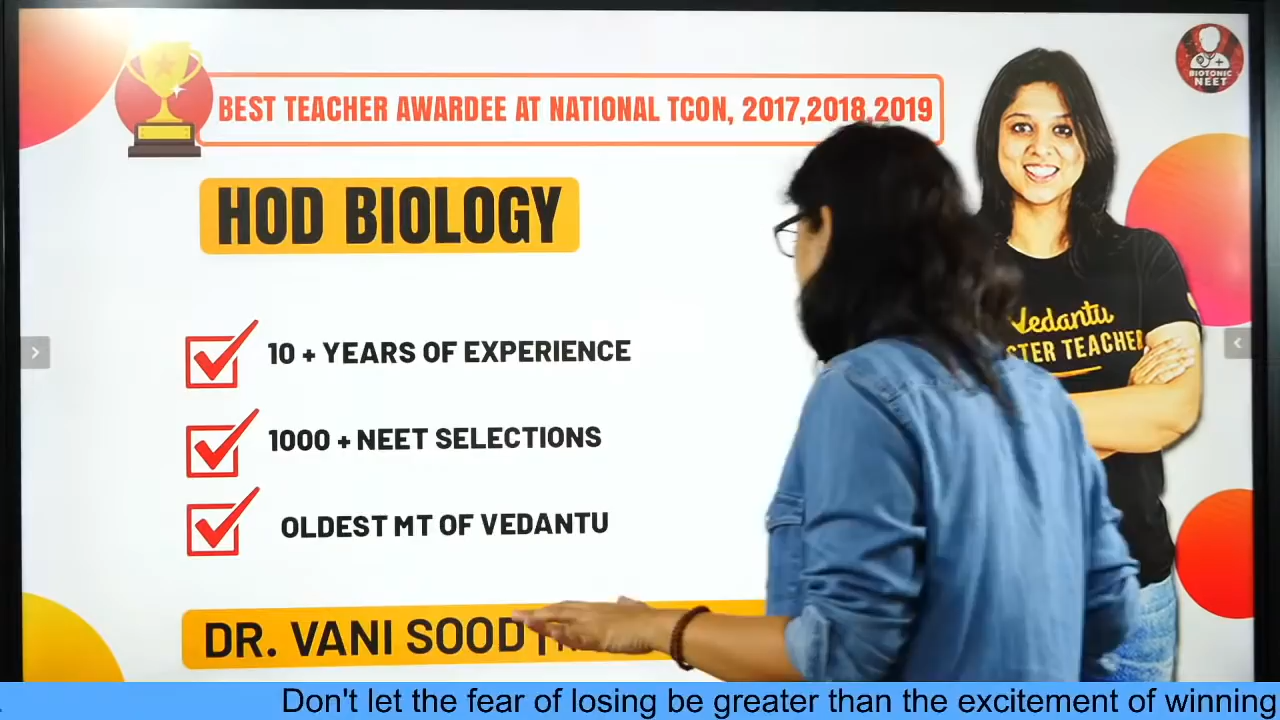 BEST TEACHER AWARDEE AT NATIONAL TCON, 2017,2018,2019
BIOTONIC
NEET
HOD BIOLOGY
Vedantu
TEACHER
10 + YEARS OF EXPERIENCE
1000 + NEET SELECTIONS
OLDEST MT OF VEDANTU
DR. VANI SOOD
Don't let the fear of losing be greater than the excitement of winning